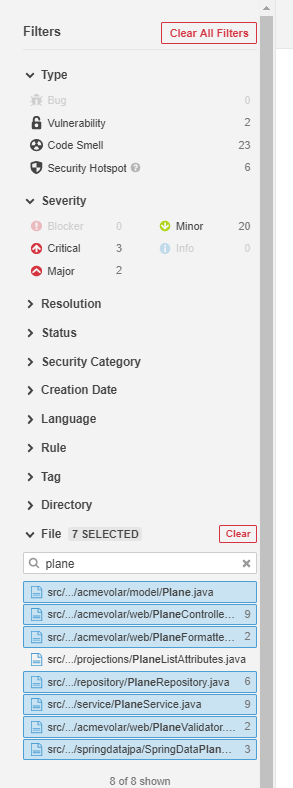 Filters
Clear All Filters
Type
Bug 0
Vulnerability 2
Code Smell 23
Security Hotspot ? 6
Severity
Blocker 0
Minor 20
Critical 3
Info 0
Major 2
Resolution
Status
Security Category
Creation Date
Language
Rule
Tag
Directory
File 7 SELECTED Clear
plane
src/.../acmevolar/model/Plane.java
src/.../acmevolar/web/PlaneControlle... 9
src/.../acmevolar/web/PlaneFormatte... 2
src/.../projections/PlaneListAttributes.java
src/.../repository/PlaneRepository.java 6
src/.../service/PlaneService.java 9
src/.../acmevolar/web/PlaneValidator.... 2
src/.../springdatajpa/SpringDataPlan... 3
8 of 8 shown